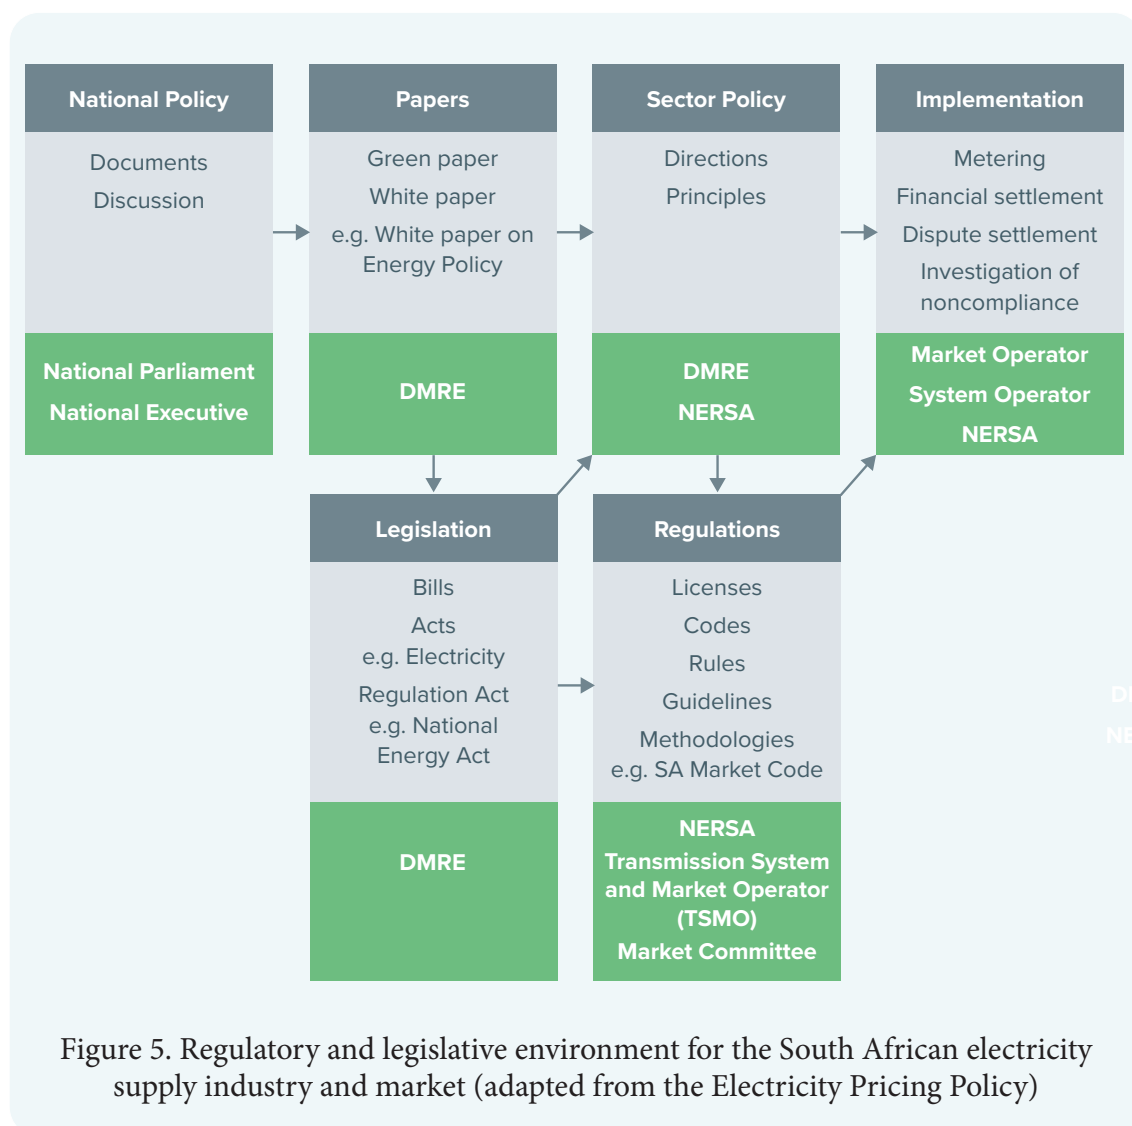 National Policy
Documents
Discussion
National Parliament
National Executive
Papers
Green paper
White paper
e.g. White paper on
Energy Policy
DMRE
Sector Policy
Directions
Principles
DMRE
NERSA
Implementation
Metering
Financial settlement
Dispute settlement
Investigation of
noncompliance
Market Operator
System Operator
NERSA
Legislation
Bills
Acts
e.g. Electricity
Regulation Act
e.g. National
Energy Act
DMRE
Regulations
Licenses
Codes
Rules
Guidelines
Methodologies
e.g. SA Market Code
NERSA
Transmission System
and Market Operator
(TSMO)
Market Committee
Figure 5. Regulatory and legislative environment for the South African electricity
supply industry and market (adapted from the Electricity Pricing Policy)